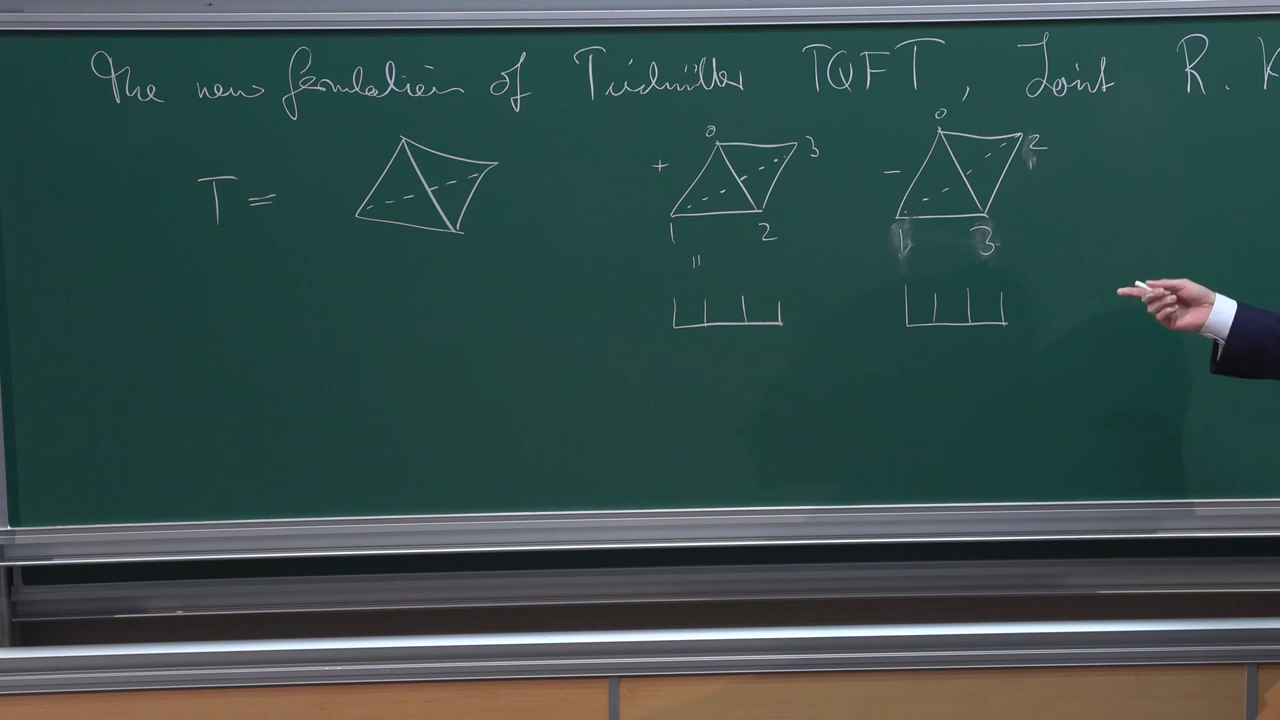 The new formulation of Teichmüller TQFT, Joint R. K
T =
+ 0 3 1 2
- 0 2 1 3
"